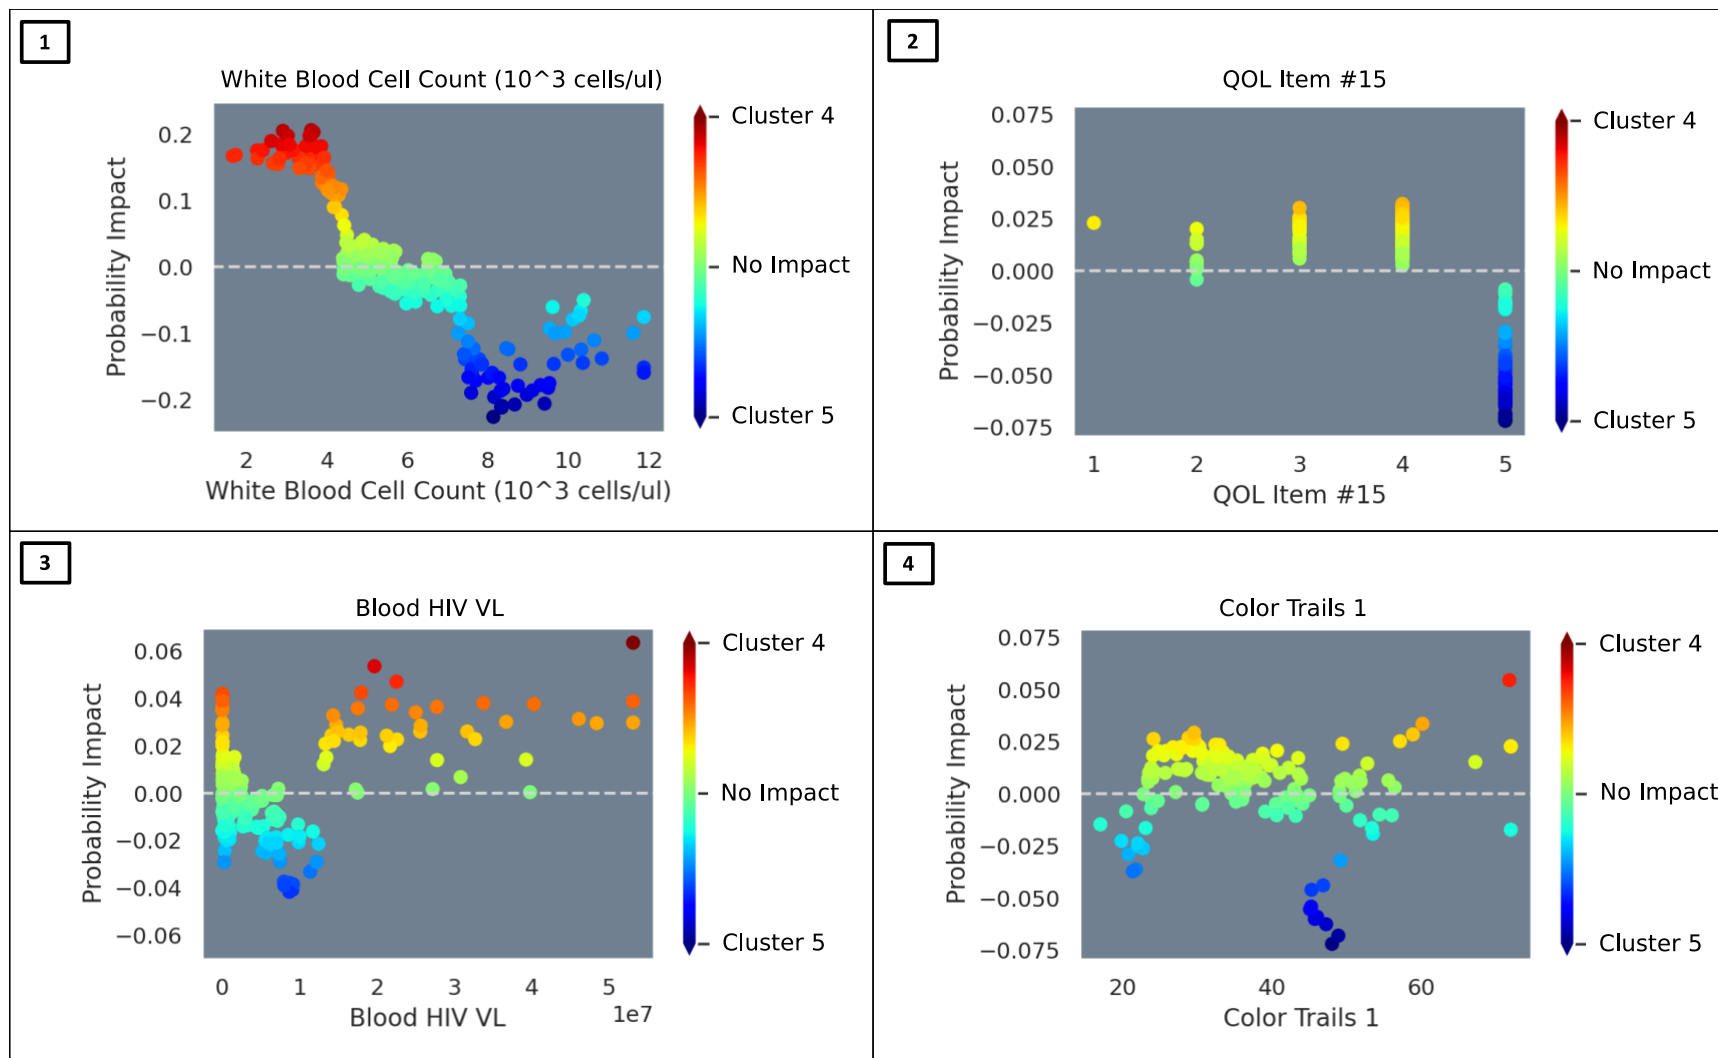 1
White Blood Cell Count (10^3 cells/ul)
Probability Impact
0.2
0.1
0.0
−0.1
−0.2
2 4 6 8 10 12
White Blood Cell Count (10^3 cells/ul)
Cluster 4
No Impact
Cluster 5
2
QOL Item #15
Probability Impact
0.075
0.050
0.025
0.000
−0.025
−0.050
−0.075
1 2 3 4 5
QOL Item #15
Cluster 4
No Impact
Cluster 5
3
Blood HIV VL
Probability Impact
0.06
0.04
0.02
0.00
−0.02
−0.04
−0.06
0 1 2 3 4 5
1e7
Blood HIV VL
Cluster 4
No Impact
Cluster 5
4
Color Trails 1
Probability Impact
0.075
0.050
0.025
0.000
−0.025
−0.050
−0.075
20 40 60
Color Trails 1
Cluster 4
No Impact
Cluster 5